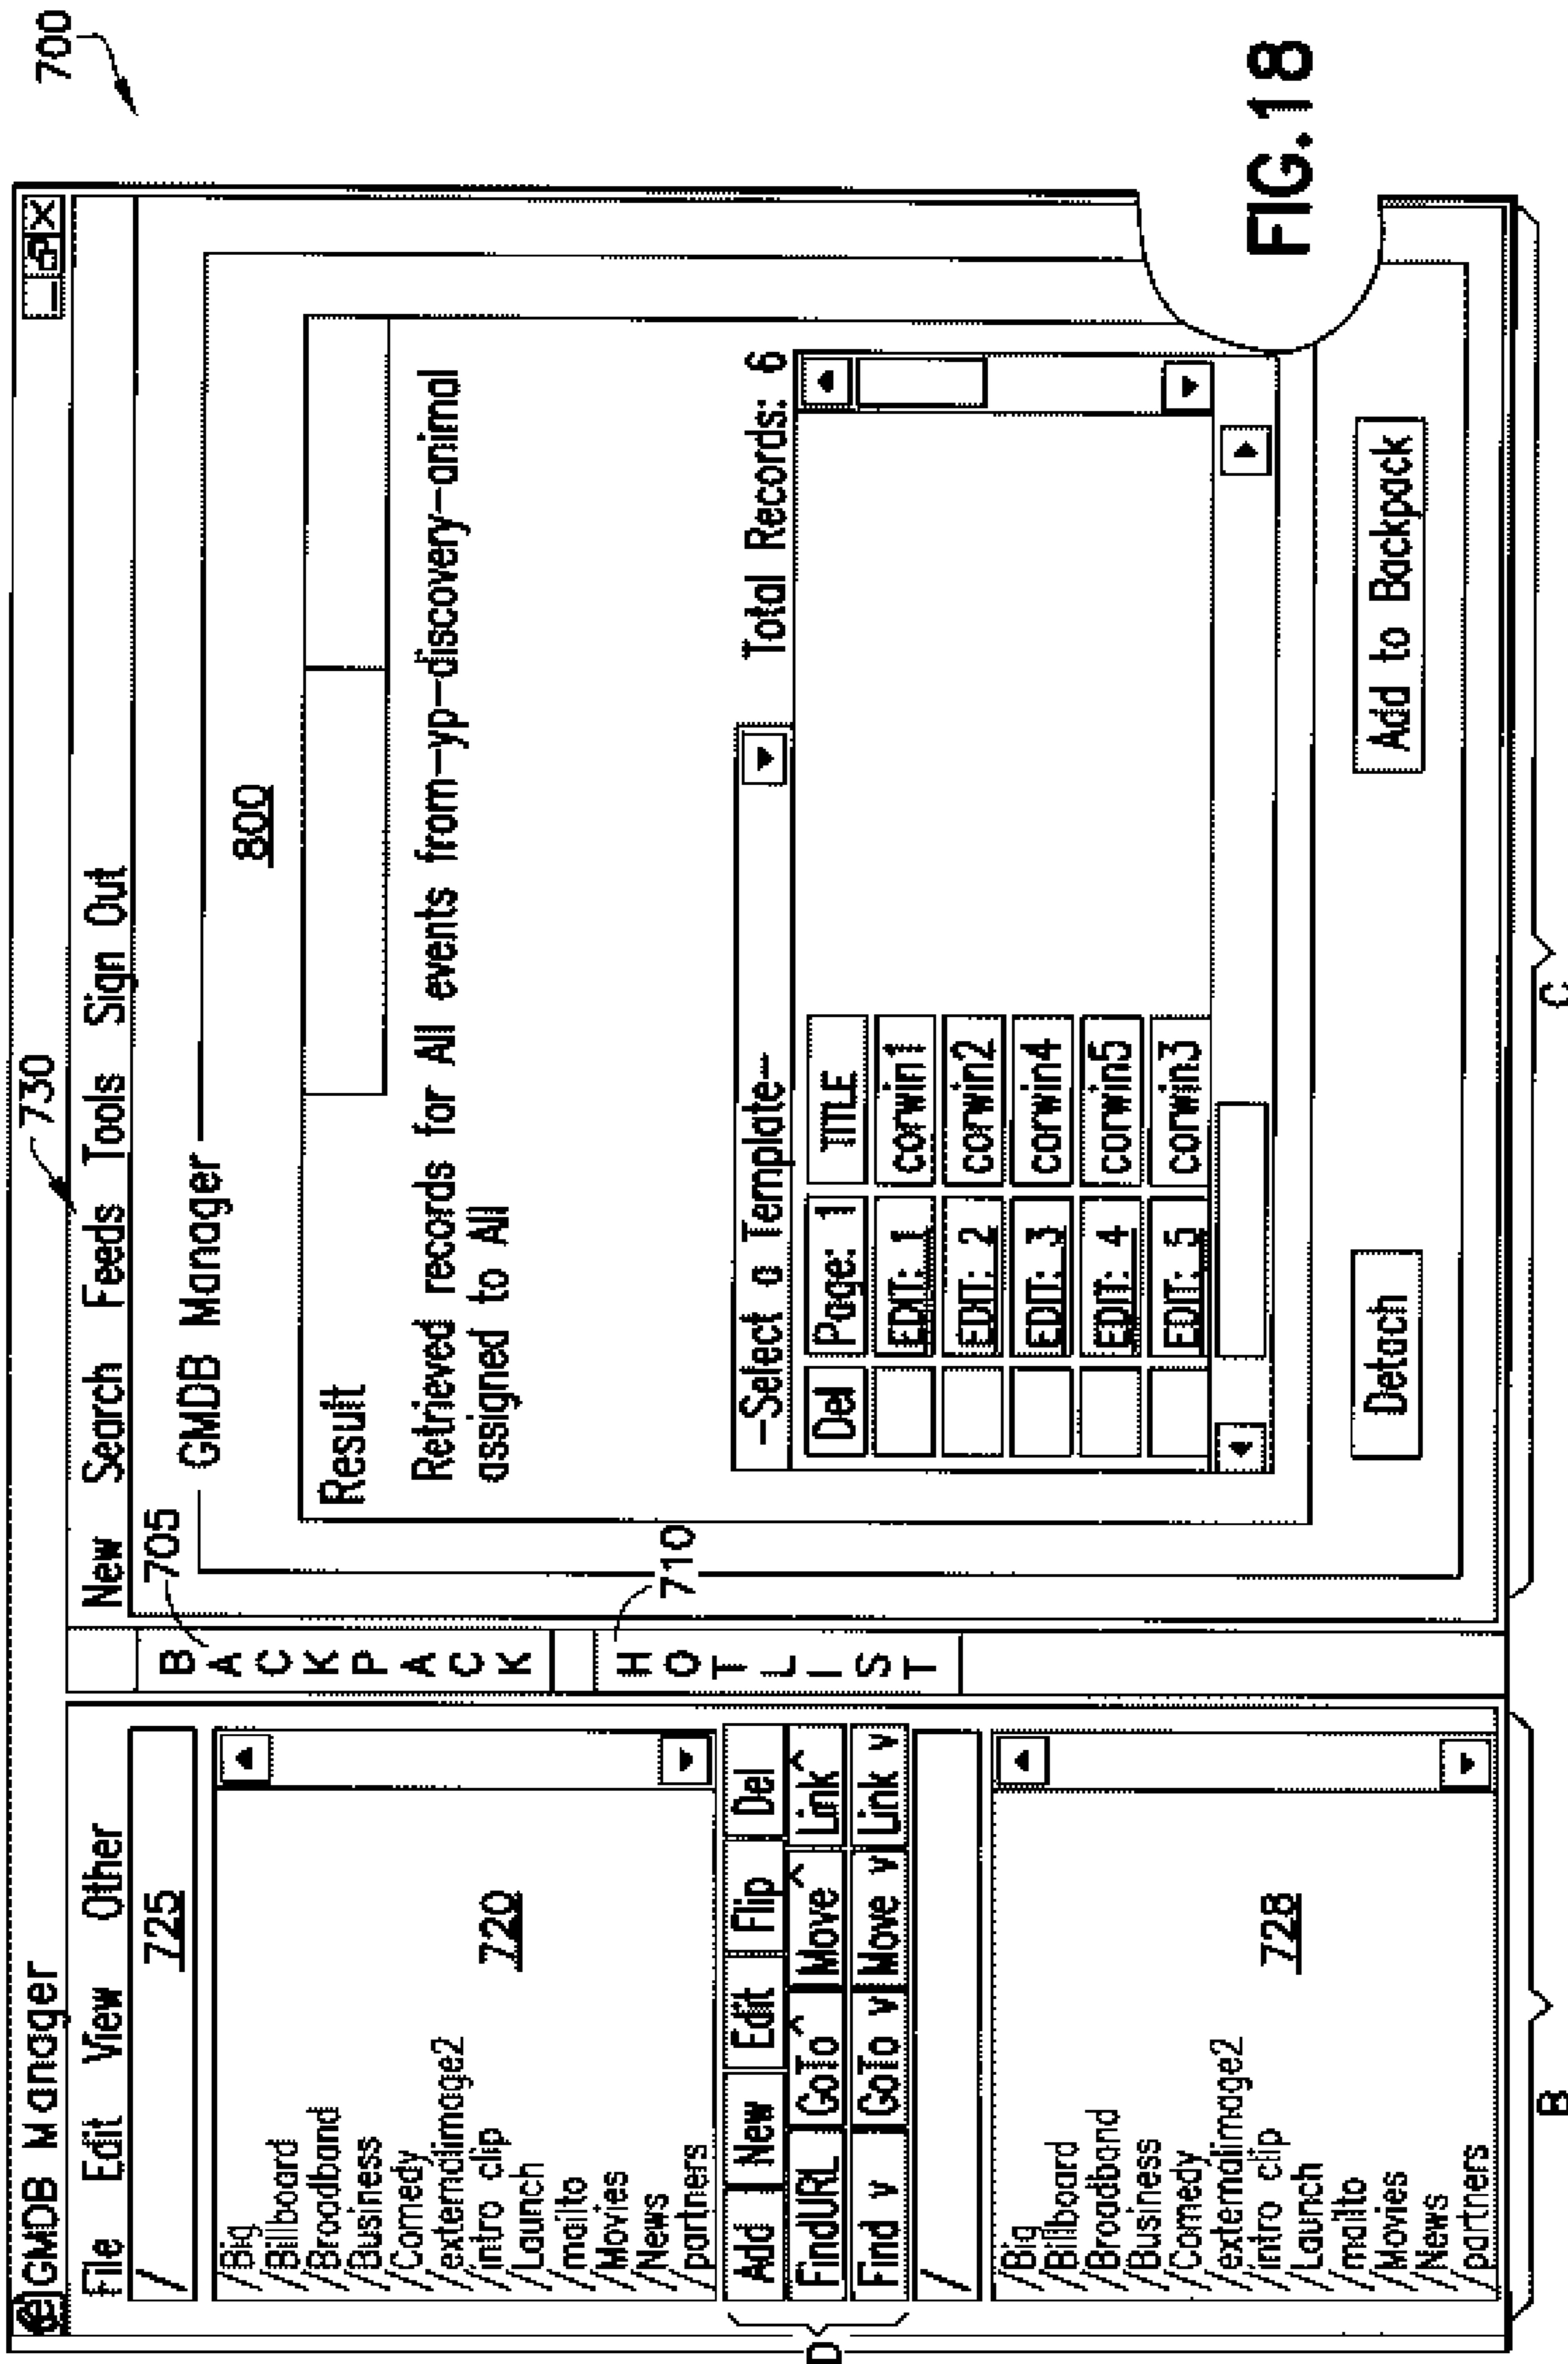 700
GMDB Manager
730
File Edit View Other
New Search Feeds Tools Sign Out
/
725
/Big
/Billboard
/Broadband
/Business
/Comedy
/externalimage2
/intro clip
/Launch
/mailto
/Movies
/News
/partners
720
Add New Edit Flip Del
FindURL GoTo ^ Move ^ Link ^
Find v GoTo v Move v Link v
D
/
/Big
/Billboard
/Broadband
/Business
/Comedy
/externalimage2
/intro clip
/Launch
/mailto
/Movies
/News
/partners
728
B
BACKPACK
705
HOTLIST
710
GMDB Manager
800
Result
Retrieved records for All events from-yp-discovery-animal
assigned to All
-Select a Template-
Total Records: 6
Del Page: 1 TITLE
EDIT: 1 corwin1
EDIT: 2 corwin2
EDIT: 3 corwin4
EDIT: 4 corwin5
EDIT: 5 corwin3
Detach
Add to Backpack
C
FIG.18